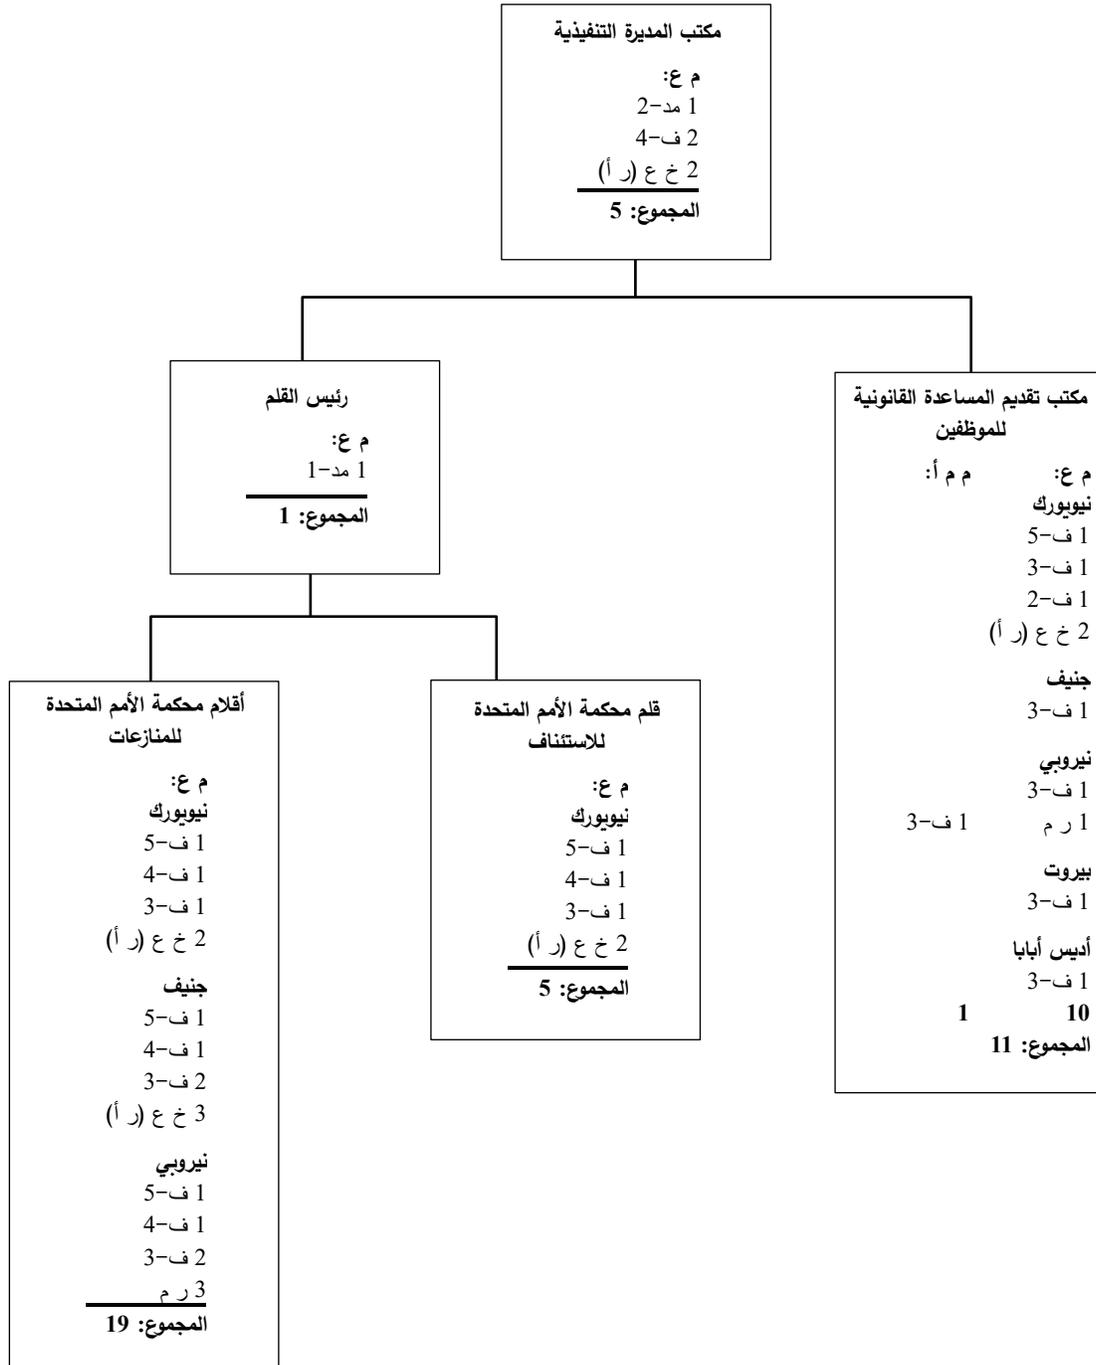 مكتب المديرة التنفيذية
م ع:
1 مد-2
2 ف-4
2 خ ع (ر أ)
المجموع: 5
رئيس القلم
م ع:
1 مد-1
المجموع: 1
مكتب تقديم المساعدة القانونية
للموظفين
م ع: م م أ:
نيويورك
1 ف-5
1 ف-3
1 ف-2
2 خ ع (ر أ)
جنيف
1 ف-3
نيروبي
1 ف-3
1 ر م 1 ف-3
بيروت
1 ف-3
أديس أبابا
1 ف-3
10 1
المجموع: 11
قلم محكمة الأمم المتحدة
للاستئناف
م ع:
نيويورك
1 ف-5
1 ف-4
1 ف-3
2 خ ع (ر أ)
المجموع: 5
أقلام محكمة الأمم المتحدة
للمنازعات
م ع:
نيويورك
1 ف-5
1 ف-4
1 ف-3
2 خ ع (ر أ)
جنيف
1 ف-5
1 ف-4
2 ف-3
3 خ ع (ر أ)
نيروبي
1 ف-5
1 ف-4
2 ف-3
3 ر م
المجموع: 19